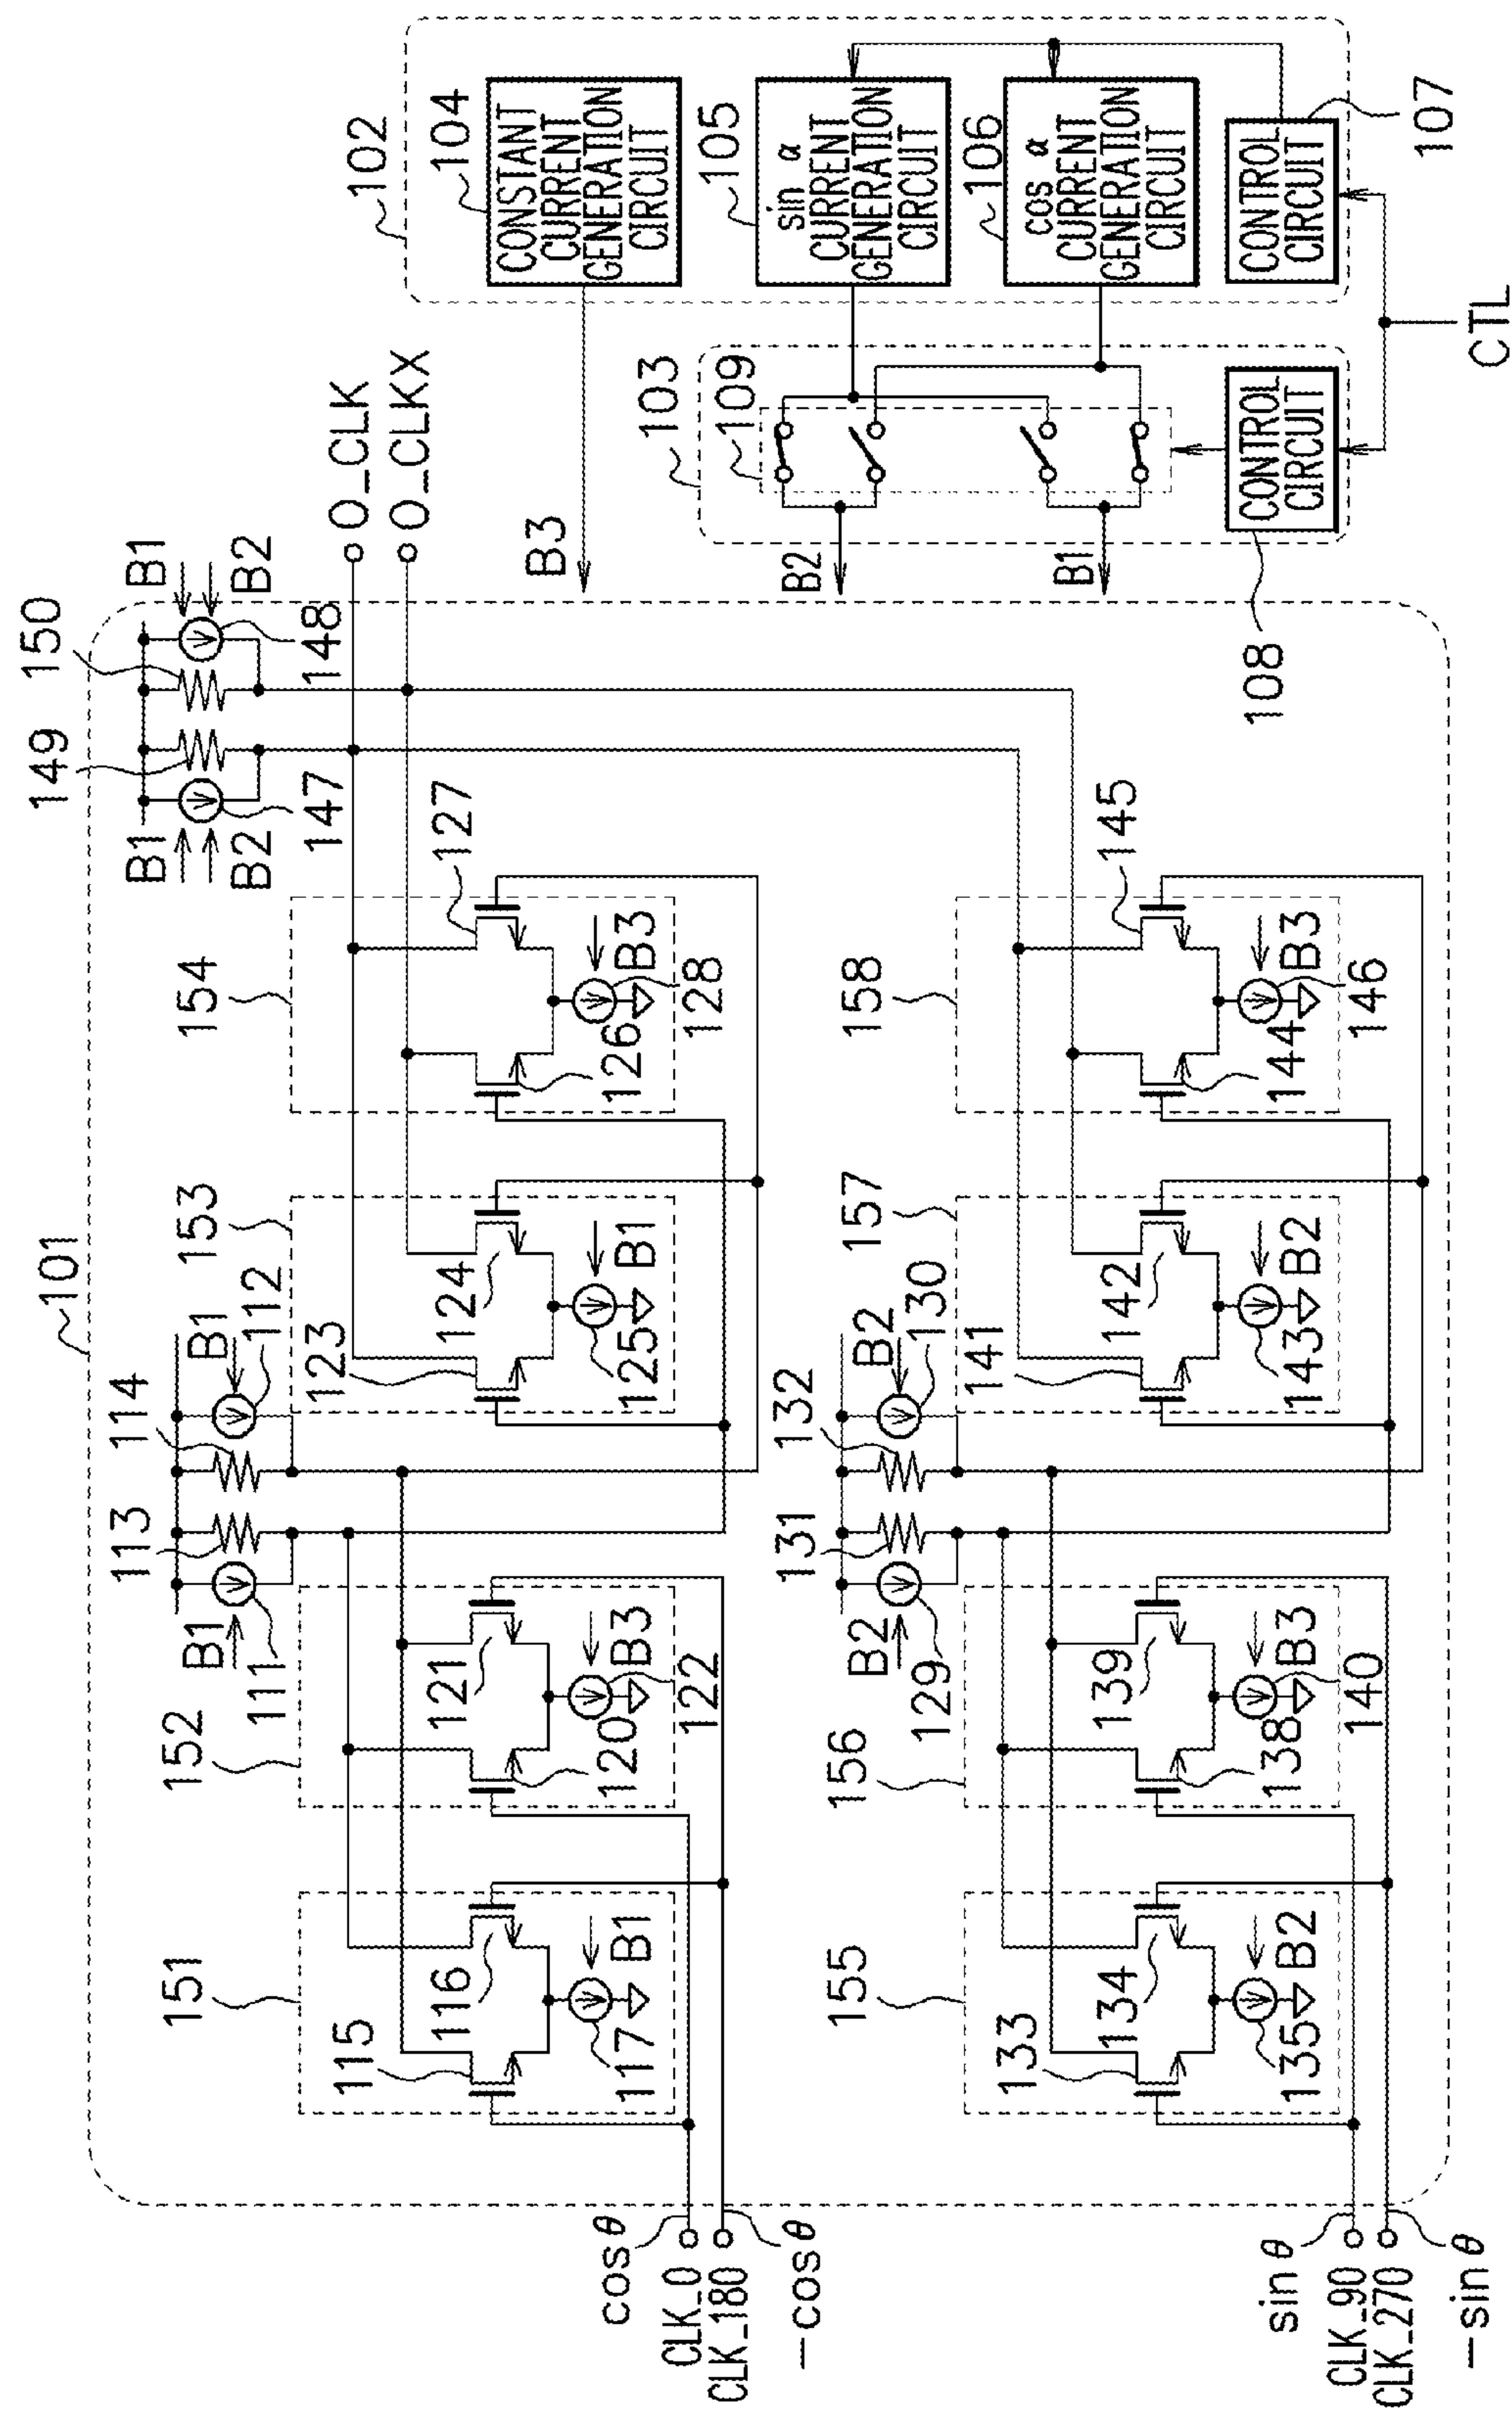 101
102
103
104
CONSTANT
CURRENT
GENERATION
CIRCUIT
105
sin α
CURRENT
GENERATION
CIRCUIT
106
cos α
CURRENT
GENERATION
CIRCUIT
CONTROL
CIRCUIT
107
109
CONTROL
CIRCUIT
108
CTL
B3
B2
B1
O_CLK
O_CLKX
B1
B2
150
148
149
B1
B2
147
154
127
126
B3
128
153
123
124
125
B1
114
B1
112
113
B1
111
152
121
120
B3
122
151
115
116
117
B1
158
145
144
B3
146
157
141
142
143
B2
132
B2
130
131
B2
129
156
139
138
B3
140
155
133
134
135
B2
cosθ
CLK_0
CLK_180
−cosθ
sinθ
CLK_90
CLK_270
−sinθ